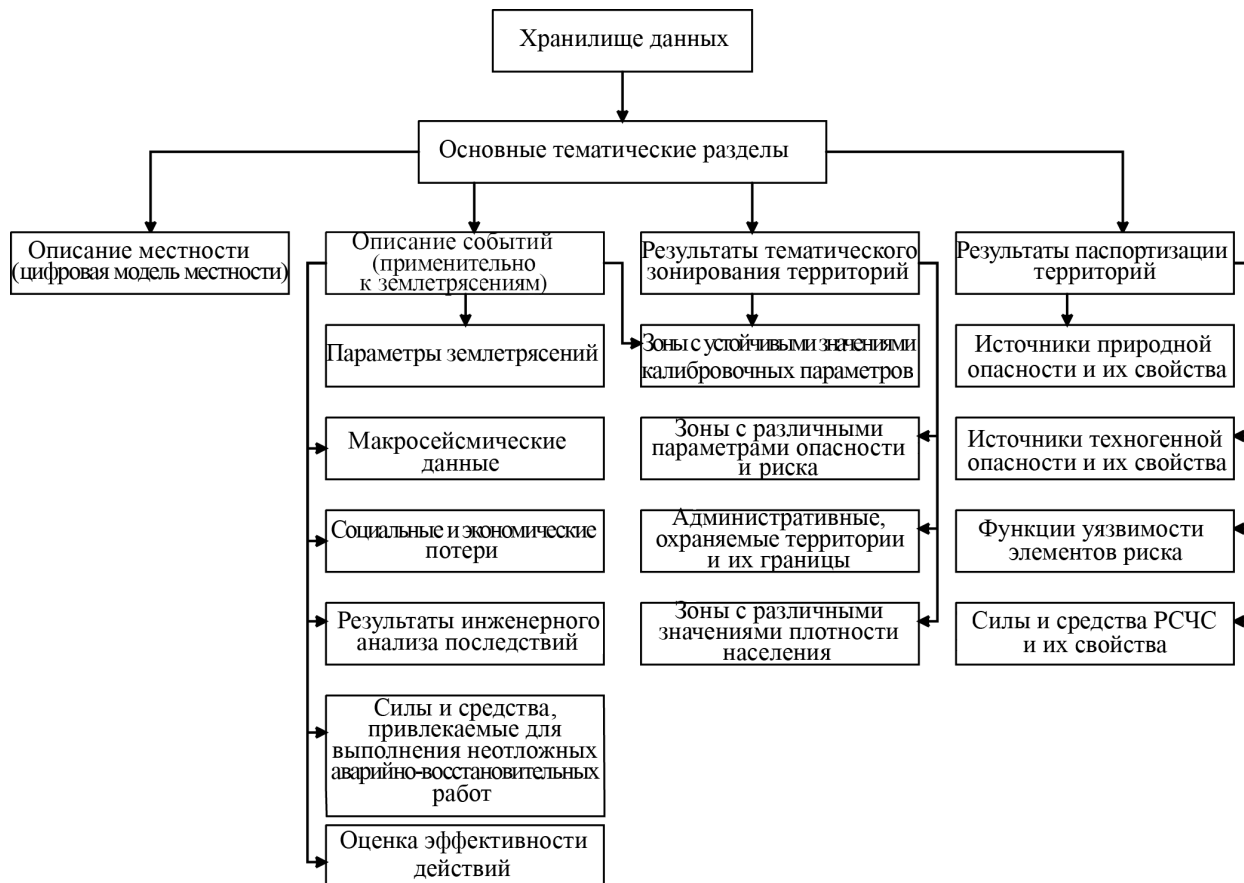 Хранилище данных
Основные тематические разделы
Описание местности
(цифровая модель местности)
Описание событий
(применительно
к землетрясениям)
Результаты тематического
зонирования территорий
Результаты паспортизации
территорий
Параметры землетрясений
Зоны с устойчивыми значениями
калибровочных параметров
Источники природной
опасности и их свойства
Макросейсмические
данные
Зоны с различными
параметрами опасности
и риска
Источники техногенной
опасности и их свойства
Социальные и экономические
потери
Административные,
охраняемые территории
и их границы
Функции уязвимости
элементов риска
Результаты инженерного
анализа последствий
Зоны с различными
значениями плотности
населения
Силы и средства РСЧС
и их свойства
Силы и средства,
привлекаемые для
выполнения неотложных
аварийно-восстановительных
работ
Оценка эффективности
действий